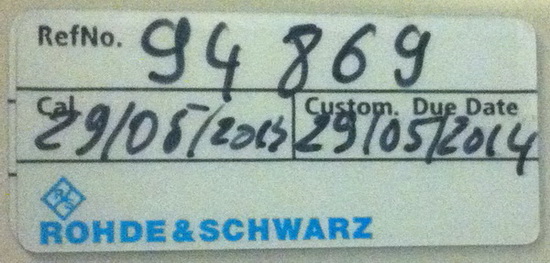 RefNo. 94 869
Cal Custom. Due Date
29/05/2013 29/05/2014
ROHDE & SCHWARZ